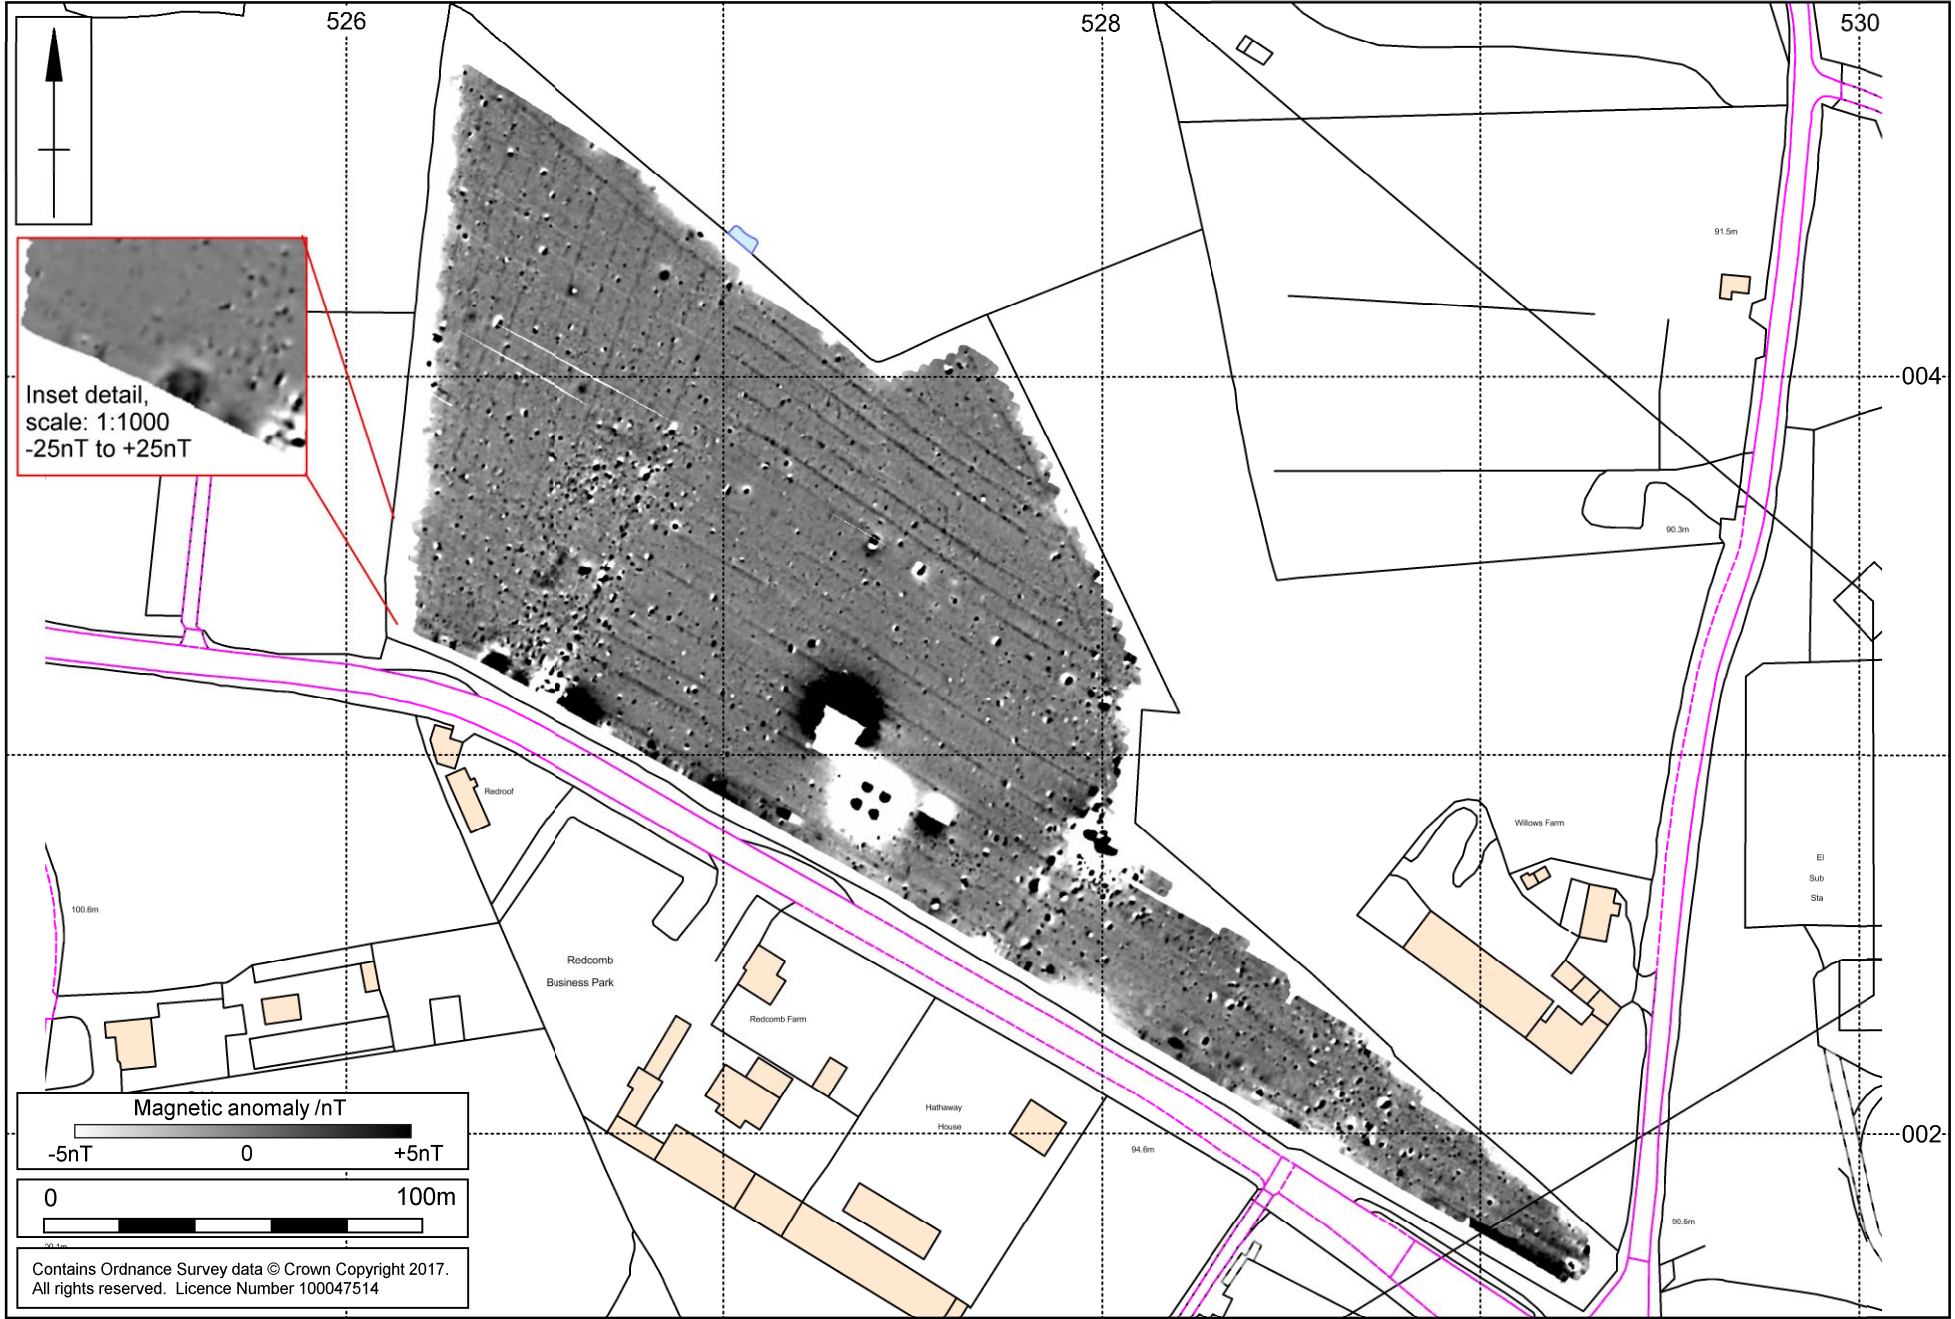 526
528
530
91.5m
Inset detail,
scale: 1:1000
-25nT to +25nT
004
90.3m
Redroof
Willows Farm
El
Sub
Sta
100.6m
Redcomb
Business Park
Redcomb Farm
Hathaway
House
94.6m
002
90.5m
Magnetic anomaly /nT
-5nT 0 +5nT
0 100m
Contains Ordnance Survey data © Crown Copyright 2017.
All rights reserved. Licence Number 100047514